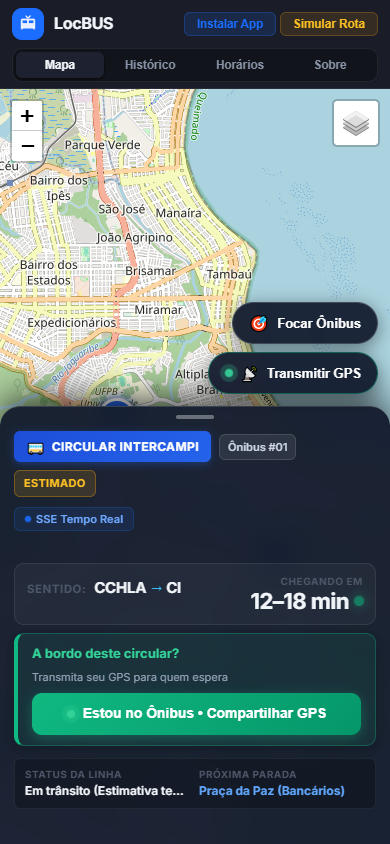 LocBUS
Instalar App
Simular Rota
Mapa
Histórico
Horários
Sobre
+
−
Queimado
Parque Verde
Céu
Bairro dos
Ipês
São José
Manaíra
João Agripino
Bairro dos
Estados
Brisamar
Tambaú
Miramar
Expedicionários
Focar Ônibus
Rio Jaguaribe
UFPB -
Altipla
Bran
Transmitir GPS
CIRCULAR INTERCAMPI
Ônibus #01
ESTIMADO
SSE Tempo Real
SENTIDO: CCHLA → CI
CHEGANDO EM
12–18 min
A bordo deste circular?
Transmita seu GPS para quem espera
Estou no Ônibus • Compartilhar GPS
STATUS DA LINHA
Em trânsito (Estimativa te...
PRÓXIMA PARADA
Praça da Paz (Bancários)